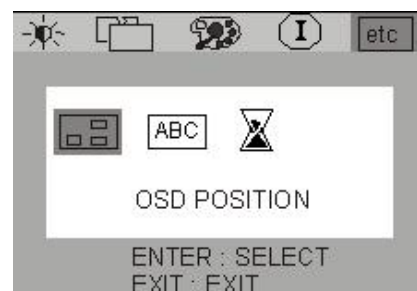 I etc
ABC
OSD POSITION
ENTER : SELECT
EXIT : EXIT